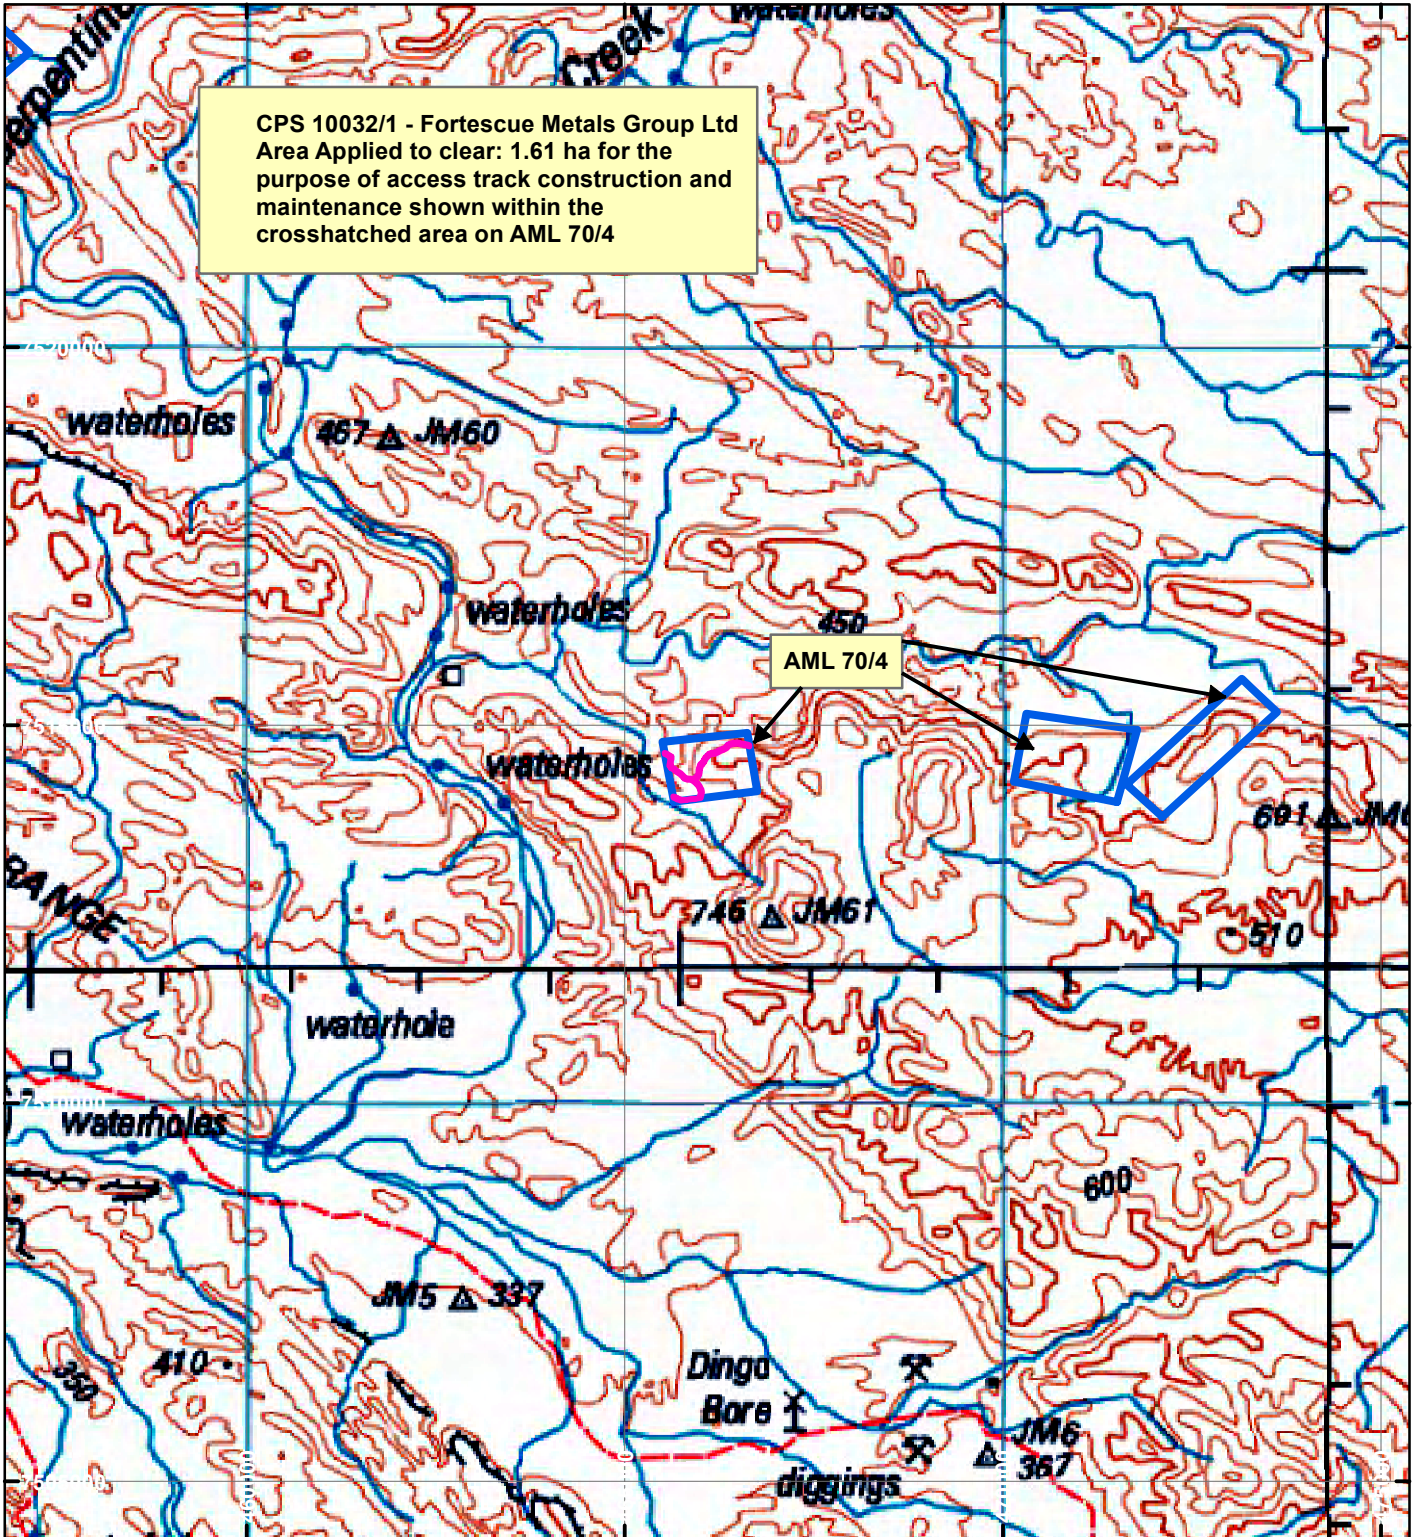 waterholes
Creek
CPS 10032/1 - Fortescue Metals Group Ltd
Area Applied to clear: 1.61 ha for the
purpose of access track construction and
maintenance shown within the
crosshatched area on AML 70/4
2
waterholes
467 JM60
waterholes
450
AML 70/4
waterholes
691
746 JM61
510
RANGE
waterhole
waterholes
1
600
JM5 337
350
410
Dingo
Bore
JM6
367
diggings